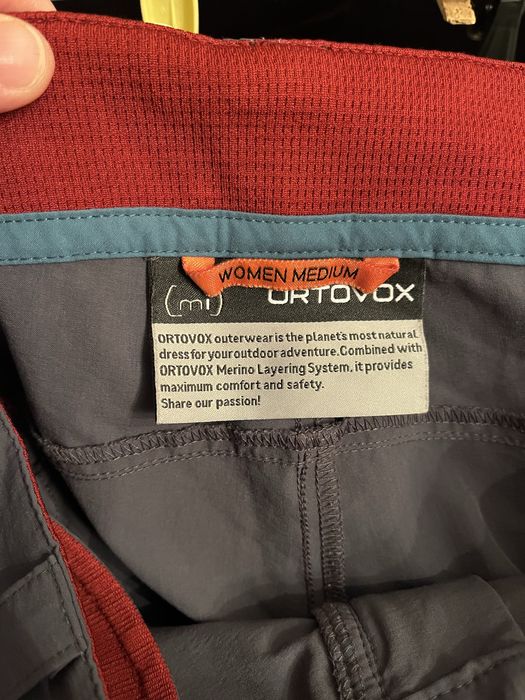 WOMEN MEDIUM
(mi)
ORTOVOX
ORTOVOX outerwear is the planet's most natural
dress for your outdoor adventure. Combined with
ORTOVOX Merino Layering System, it provides
maximum comfort and safety.
Share our passion!